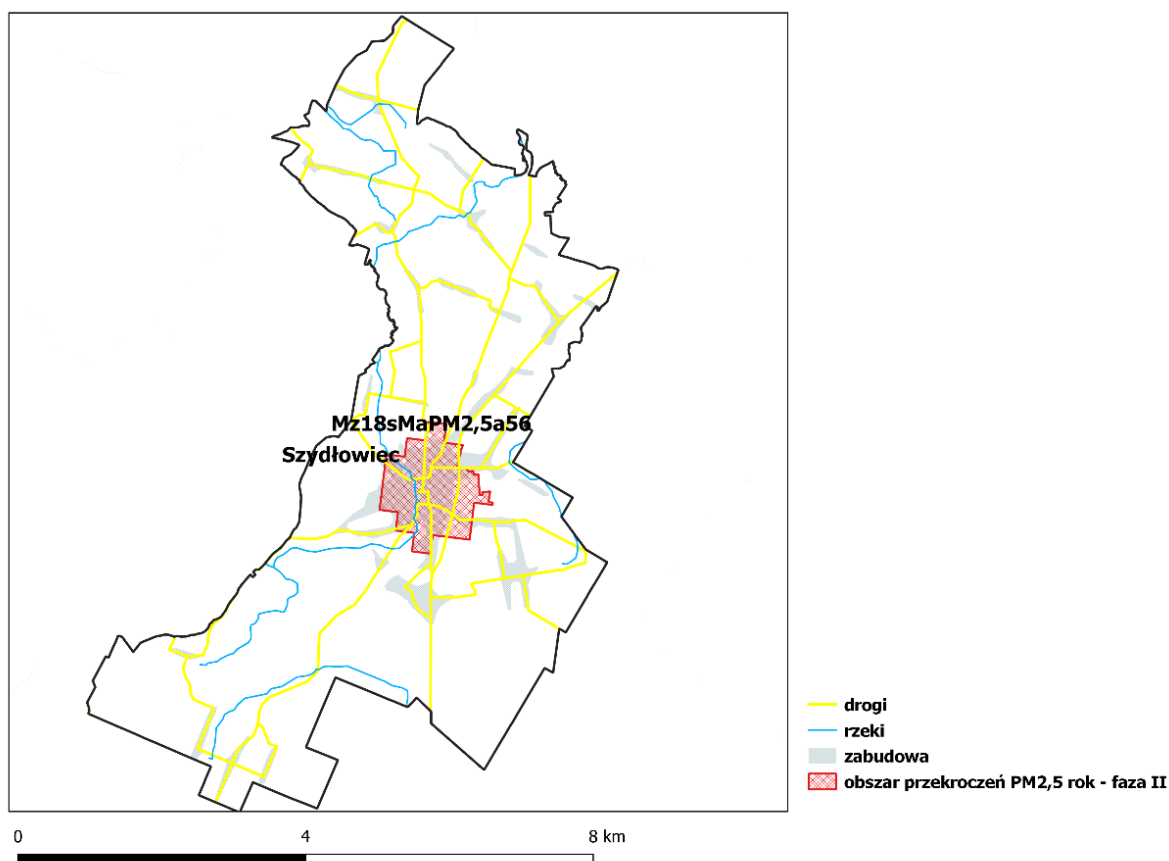 Mz18sMaPM2,5a56
Szydłowiec
drogi
rzeki
zabudowa
obszar przekroczeń PM2,5 rok - faza II
0 4 8 km